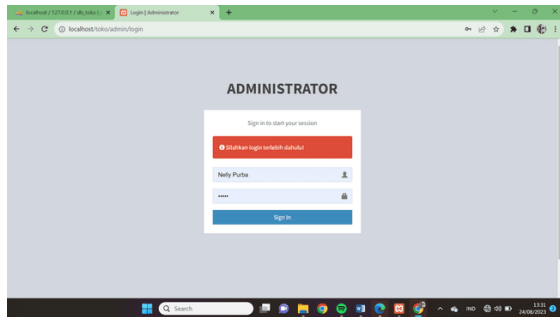 localhost / 127.0.0.1 / db_toko |
Login | Administrator
localhost/toko/admin/login
ADMINISTRATOR
Sign in to start your session
Silahkan login terlebih dahulu!
Nelly Purba
•••••
Sign In
Search
IND
13:31
24/08/2023